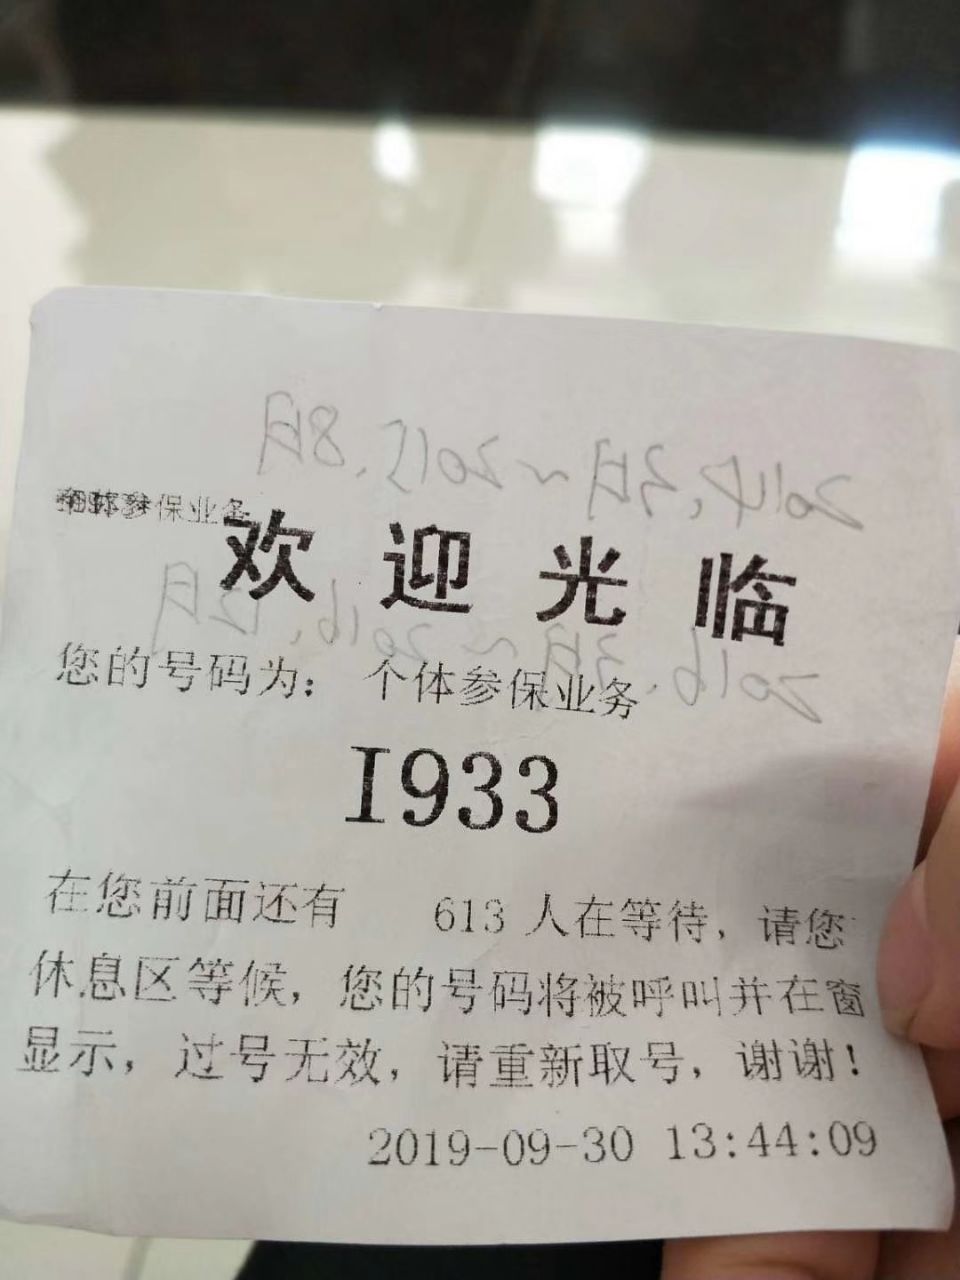 2014.3月~2015.8月
参保业务
欢迎光临
2016.3月~2016.12月
您的号码为： 个体参保业务
I933
在您前面还有 613 人在等待，请您
休息区等候，您的号码将被呼叫并在窗
显示，过号无效，请重新取号，谢谢！
2019-09-30 13:44:09